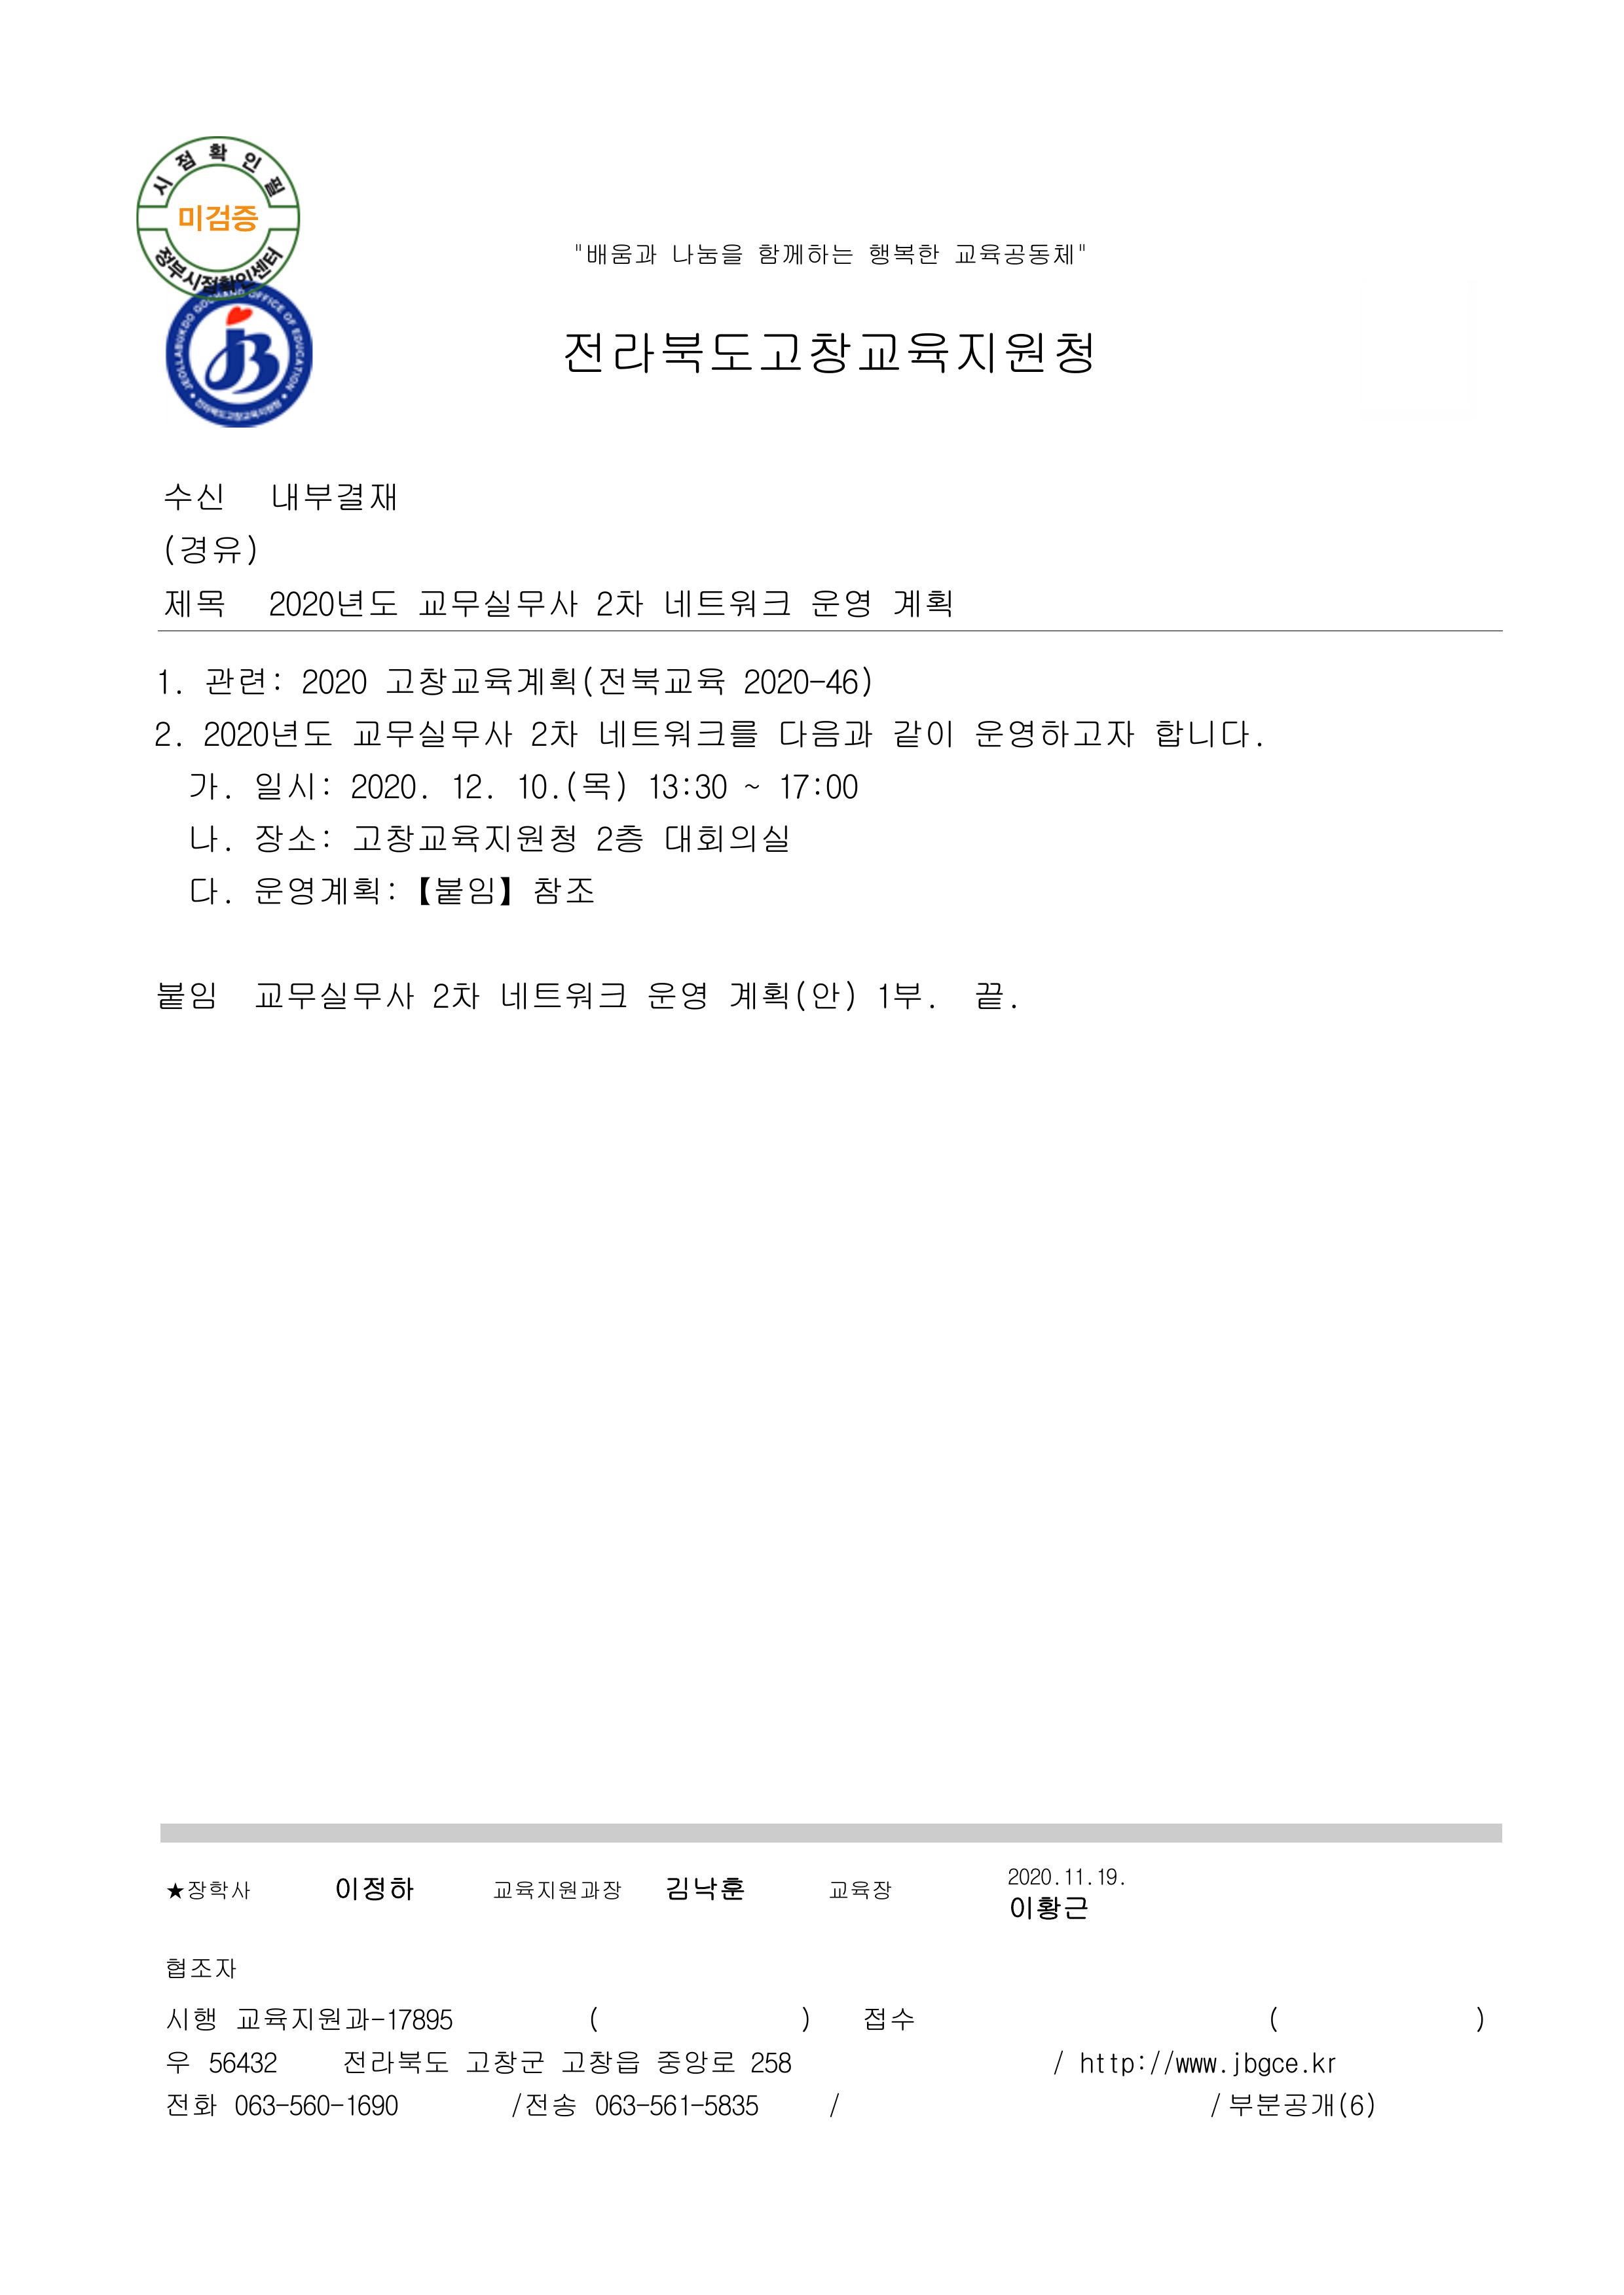 시점확인필
미검증
정부시점확인센터
"배움과 나눔을 함께하는 행복한 교육공동체"
JEOLLABUKDO GOCHANG OFFICE OF EDUCATION
전라북도고창교육지원청
전라북도고창교육지원청
수신 내부결재
(경유)
제목 2020년도 교무실무사 2차 네트워크 운영 계획
1. 관련: 2020 고창교육계획(전북교육 2020-46)
2. 2020년도 교무실무사 2차 네트워크를 다음과 같이 운영하고자 합니다.
가. 일시: 2020. 12. 10.(목) 13:30 ~ 17:00
나. 장소: 고창교육지원청 2층 대회의실
다. 운영계획:【붙임】참조
붙임 교무실무사 2차 네트워크 운영 계획(안) 1부. 끝.
★장학사 이정하 교육지원과장 김낙훈 교육장 2020.11.19.
이황근
협조자
시행 교육지원과-17895 ( ) 접수 ( )
우 56432 전라북도 고창군 고창읍 중앙로 258 / http://www.jbgce.kr
전화 063-560-1690 /전송 063-561-5835 / / 부분공개(6)